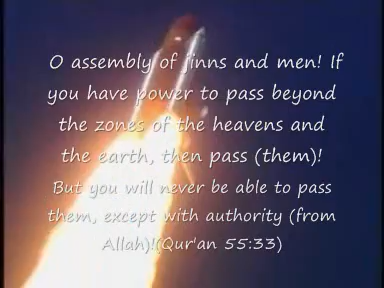 O assembly of jinns and men! If
you have power to pass beyond
the zones of the heavens and
the earth, then pass (them)!
But you will never be able to pass
them, except with authority (from
Allah)!(Qur'an 55:33)